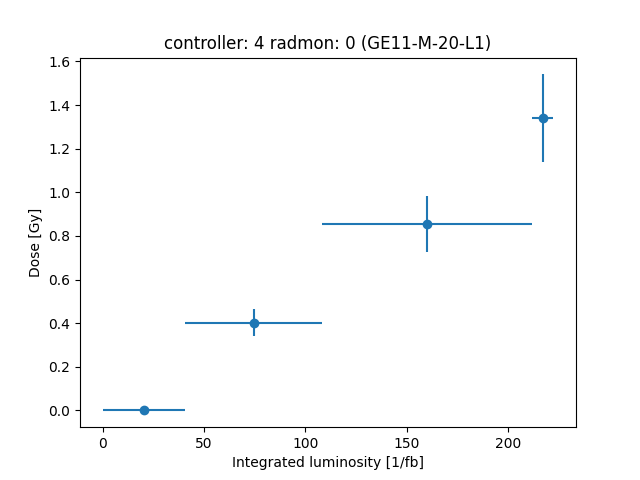 controller: 4 radmon: 0 (GE11-M-20-L1)
1.6
1.4
1.2
1.0
0.8
0.6
0.4
0.2
0.0
Dose [Gy]
0 50 100 150 200
Integrated luminosity [1/fb]